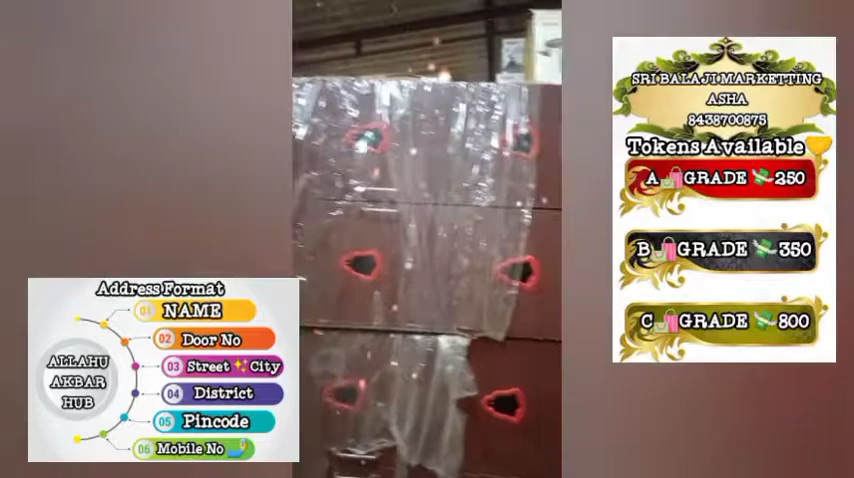 Address Format
01 NAME
02 Door No
03 Street ✨ City
04 District
05 Pincode
06 Mobile No 🤳
ALLAHU
AKBAR
HUB
SRI BALAJI MARKETTING
ASHA
8438700875
Tokens Available 💛
A 🛍️ GRADE 💸 250
B 🛍️ GRADE 💸 350
C 🛍️ GRADE 💸 800